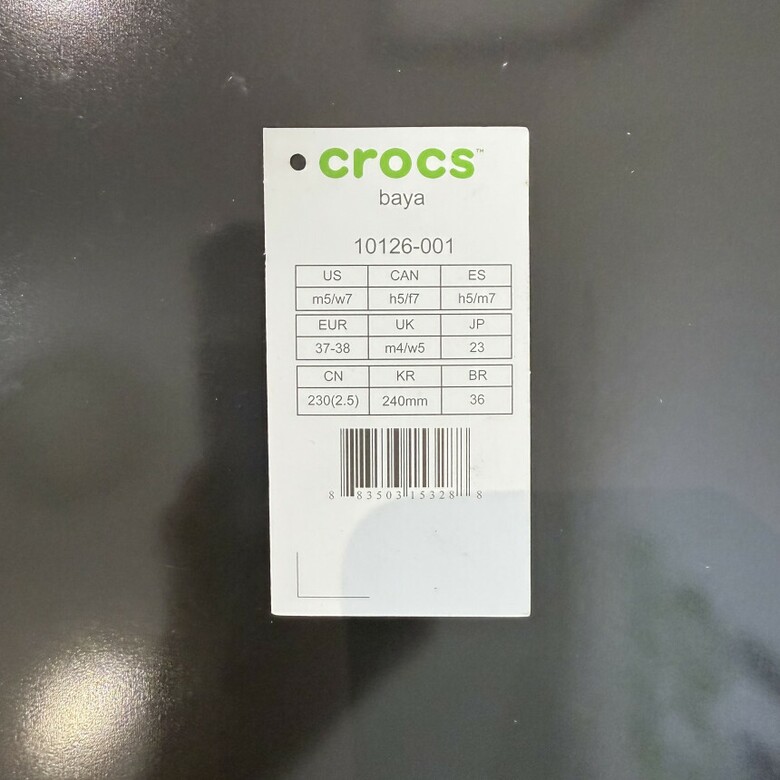 crocs™
baya
10126-001
US CAN ES
m5/w7 h5/f7 h5/m7
EUR UK JP
37-38 m4/w5 23
CN KR BR
230(2.5) 240mm 36
8 83503 15328 8